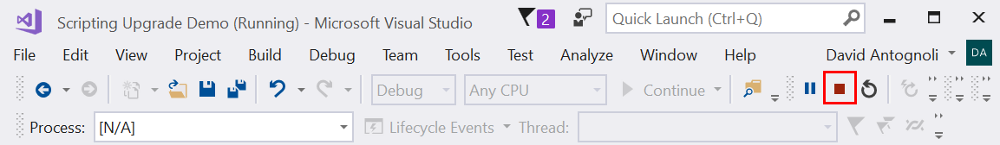 Scripting Upgrade Demo (Running) - Microsoft Visual Studio 2 Quick Launch (Ctrl+Q)
File Edit View Project Build Debug Team Tools Test Analyze Window Help David Antognoli DA
Debug Any CPU Continue
Process: [N/A] Lifecycle Events Thread: